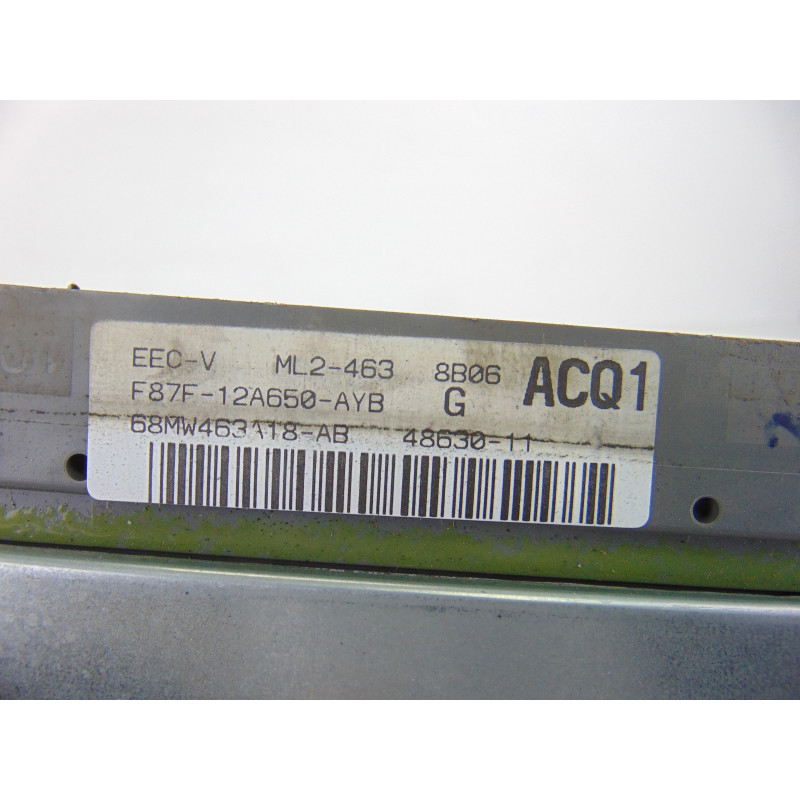 EEC-V ML2-463 8B06 ACQ1
F87F-12A650-AYB G
68MW463A18-AB 48630-11